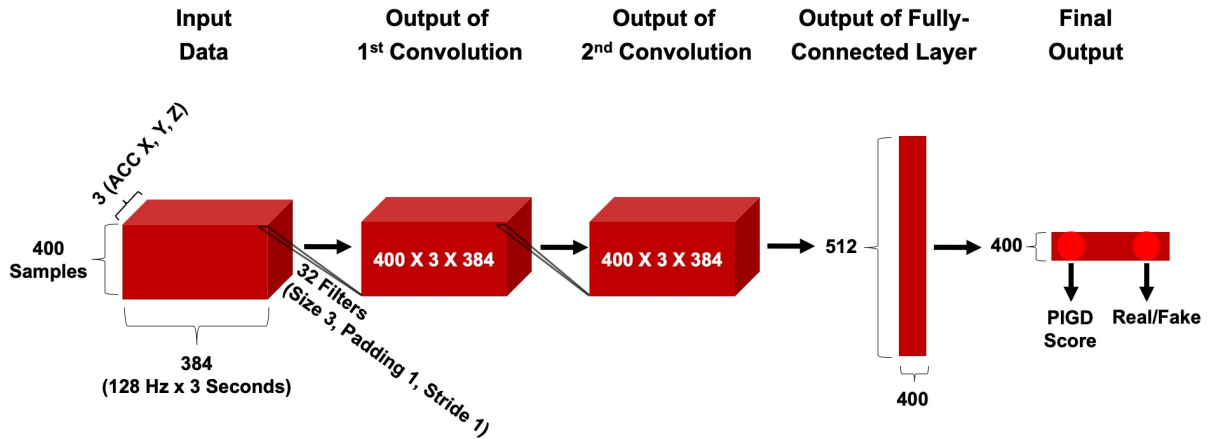 Input
Data
Output of
1st Convolution
Output of
2nd Convolution
Output of Fully-
Connected Layer
Final
Output
3 (ACC X, Y, Z)
400
Samples
384
(128 Hz x 3 Seconds)
32 Filters
(Size 3, Padding 1, Stride 1)
400 X 3 X 384
400 X 3 X 384
512
400
400
PIGD
Score
Real/Fake